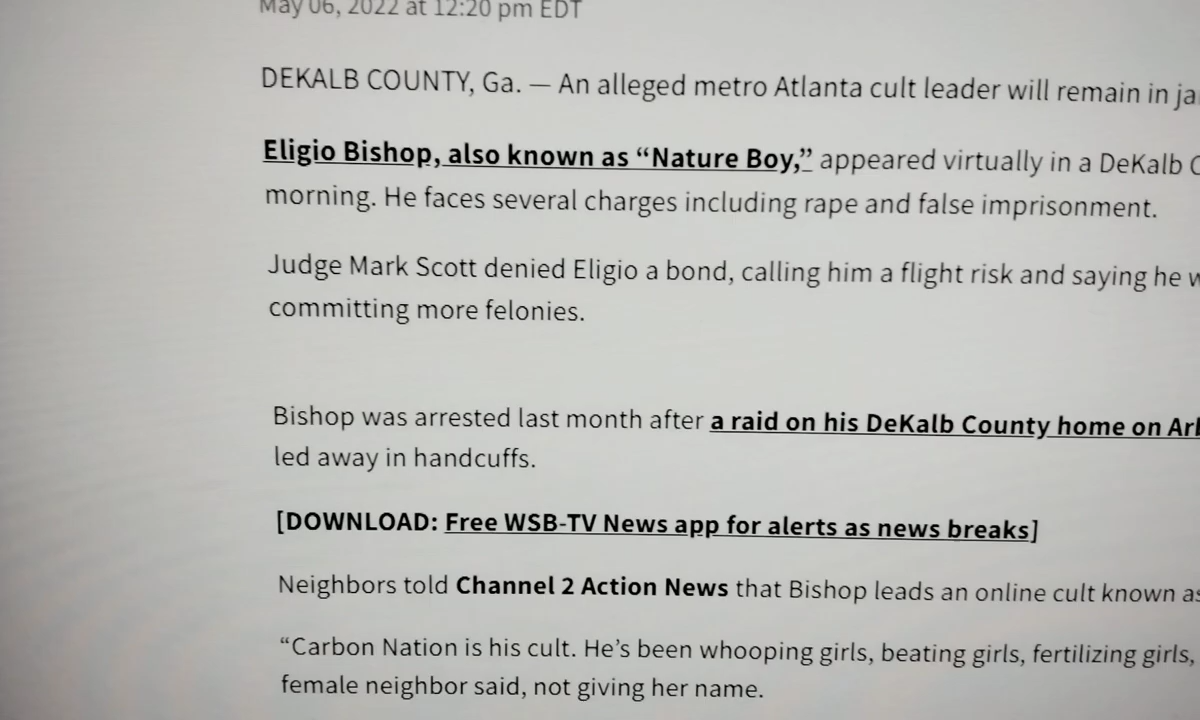 May 06, 2022 at 12:20 pm EDT
DEKALB COUNTY, Ga. — An alleged metro Atlanta cult leader will remain in
Eligio Bishop, also known as “Nature Boy,” appeared virtually in a DeKalb
morning. He faces several charges including rape and false imprisonment.
Judge Mark Scott denied Eligio a bond, calling him a flight risk and saying he
committing more felonies.
Bishop was arrested last month after a raid on his DeKalb County home on
led away in handcuffs.
[DOWNLOAD: Free WSB-TV News app for alerts as news breaks]
Neighbors told Channel 2 Action News that Bishop leads an online cult known as
“Carbon Nation is his cult. He’s been whooping girls, beating girls, fertilizing girls,
female neighbor said, not giving her name.